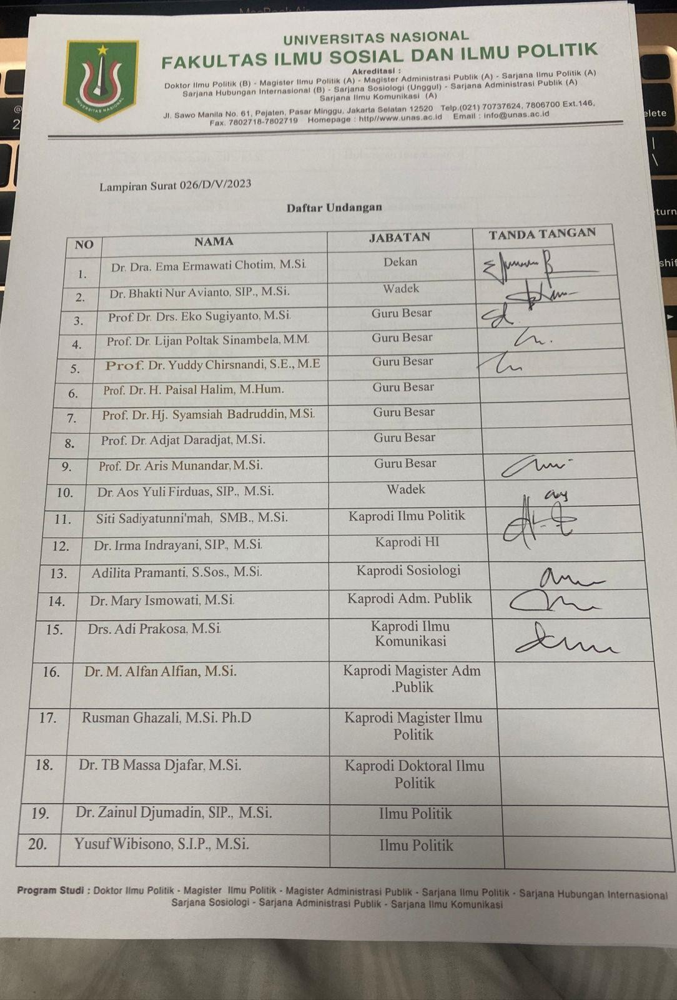 MacBook Air
UNIVERSITAS NASIONAL
FAKULTAS ILMU SOSIAL DAN ILMU POLITIK
Akreditasi :
Doktor Ilmu Politik (B) - Magister Ilmu Politik (A) - Magister Administrasi Publik (A) - Sarjana Ilmu Politik (A)
Sarjana Hubungan Internasional (B) - Sarjana Sosiologi (Unggul) - Sarjana Administrasi Publik (A)
Sarjana Ilmu Komunikasi (A)
Jl. Sawo Manila No. 61, Pejaten, Pasar Minggu, Jakarta Selatan 12520 Telp.(021) 70737624, 7806700 Ext.146,
Fax. 7802718-7802719 Homepage : http//www.unas.ac.id Email : info@unas.ac.id
UNIVERSITAS NASIONAL
Lampiran Surat 026/D/V/2023
Daftar Undangan
NO NAMA JABATAN TANDA TANGAN
1. Dr. Dra. Ema Ermawati Chotim, M.Si. Dekan
2. Dr. Bhakti Nur Avianto, SIP., M.Si. Wadek
3. Prof. Dr. Drs. Eko Sugiyanto, M.Si. Guru Besar
4. Prof. Dr. Lijan Poltak Sinambela, M.M. Guru Besar
5. Prof. Dr. Yuddy Chirsnandi, S.E., M.E Guru Besar
6. Prof. Dr. H. Paisal Halim, M.Hum. Guru Besar
7. Prof. Dr. Hj. Syamsiah Badruddin, M.Si. Guru Besar
8. Prof. Dr. Adjat Daradjat, M.Si. Guru Besar
9. Prof. Dr. Aris Munandar, M.Si. Guru Besar
10. Dr. Aos Yuli Firduas, SIP., M.Si. Wadek
11. Siti Sadiyatunni'mah, SMB., M.Si. Kaprodi Ilmu Politik
12. Dr. Irma Indrayani, SIP., M.Si. Kaprodi HI
13. Adilita Pramanti, S.Sos., M.Si. Kaprodi Sosiologi
14. Dr. Mary Ismowati, M.Si. Kaprodi Adm. Publik
15. Drs. Adi Prakosa, M.Si. Kaprodi Ilmu
Komunikasi
16. Dr. M. Alfan Alfian, M.Si. Kaprodi Magister Adm
.Publik
17. Rusman Ghazali, M.Si. Ph.D Kaprodi Magister Ilmu
Politik
18. Dr. TB Massa Djafar, M.Si. Kaprodi Doktoral Ilmu
Politik
19. Dr. Zainul Djumadin, SIP., M.Si. Ilmu Politik
20. Yusuf Wibisono, S.I.P., M.Si. Ilmu Politik
Program Studi : Doktor Ilmu Politik - Magister Ilmu Politik - Magister Administrasi Publik - Sarjana Ilmu Politik - Sarjana Hubungan Internasional
Sarjana Sosiologi - Sarjana Administrasi Publik - Sarjana Ilmu Komunikasi